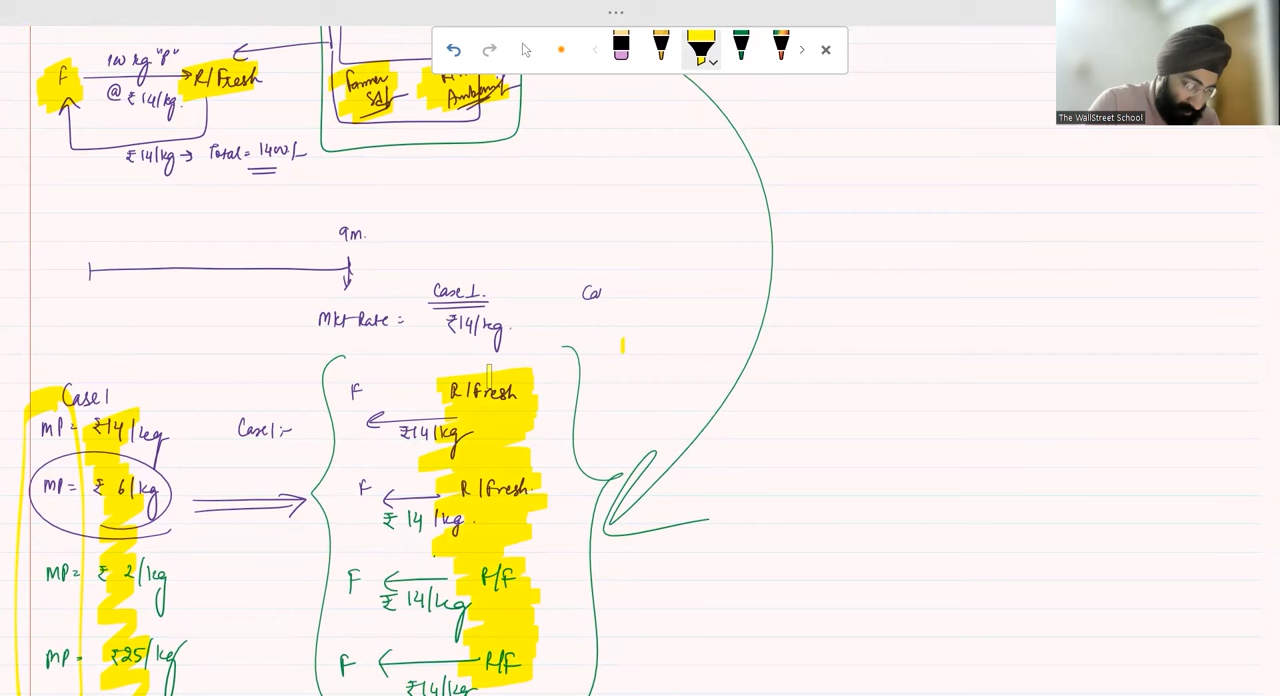 100 kg "P"
F R/Fresh
@ ₹14/kg.
Farmer
Ambani
₹14/kg → Total = 1400/-
9m.
Case 1. Ca
Mkt Rate = ₹14/kg.
Case 1 F R/Fresh
MP = ₹14/kg Case 1:- ₹14/kg
MP = ₹ 6/kg F R/Fresh.
₹ 14/kg.
MP = ₹ 2/kg F R/F
₹ 14/kg
MP = ₹25/kg F R/F
₹14/kg
The WallStreet School